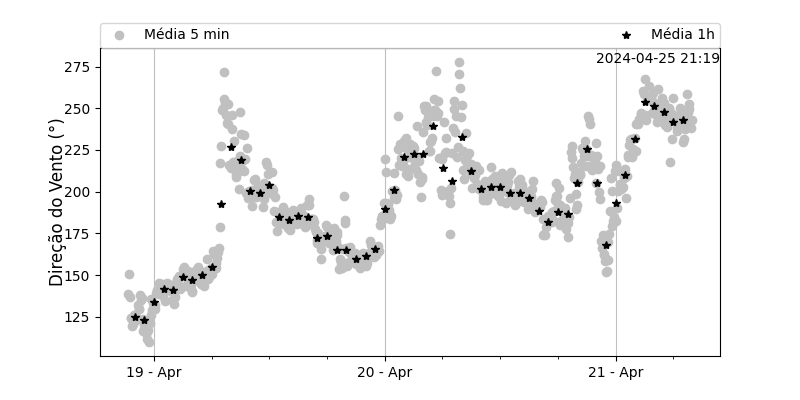 Média 5 min
Média 1h
2024-04-25 21:19
Direção do Vento (°)
275
250
225
200
175
150
125
19 - Apr
20 - Apr
21 - Apr